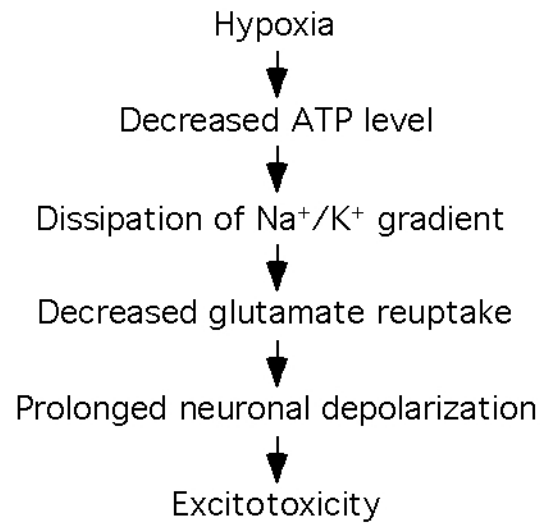 Hypoxia
Decreased ATP level
Dissipation of Na⁺/K⁺ gradient
Decreased glutamate reuptake
Prolonged neuronal depolarization
Excitotoxicity